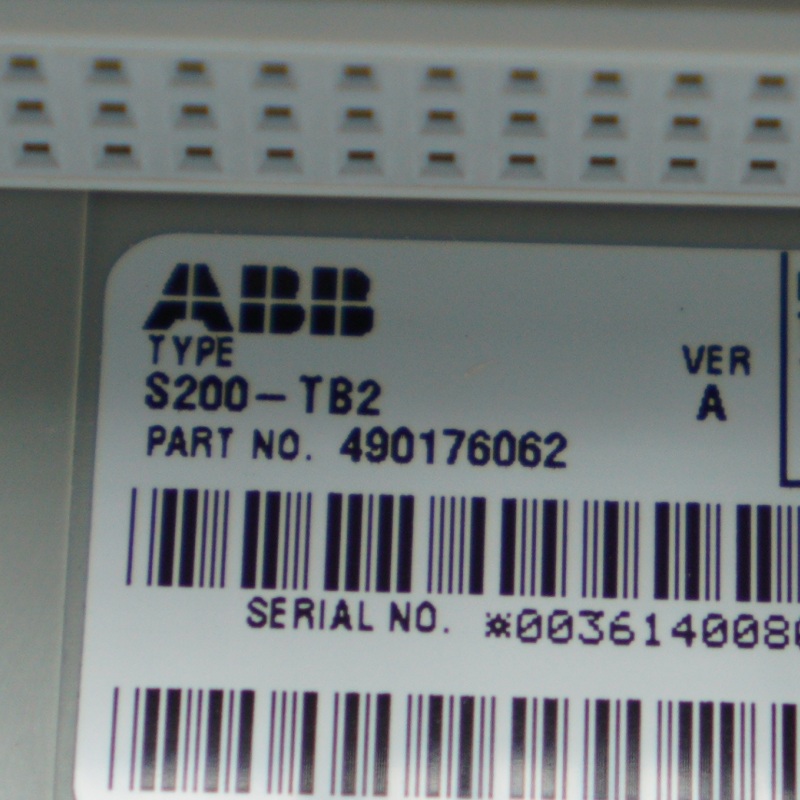 ABB
TYPE
S200-TB2
VER
A
PART NO. 490176062
SERIAL NO. *003614008